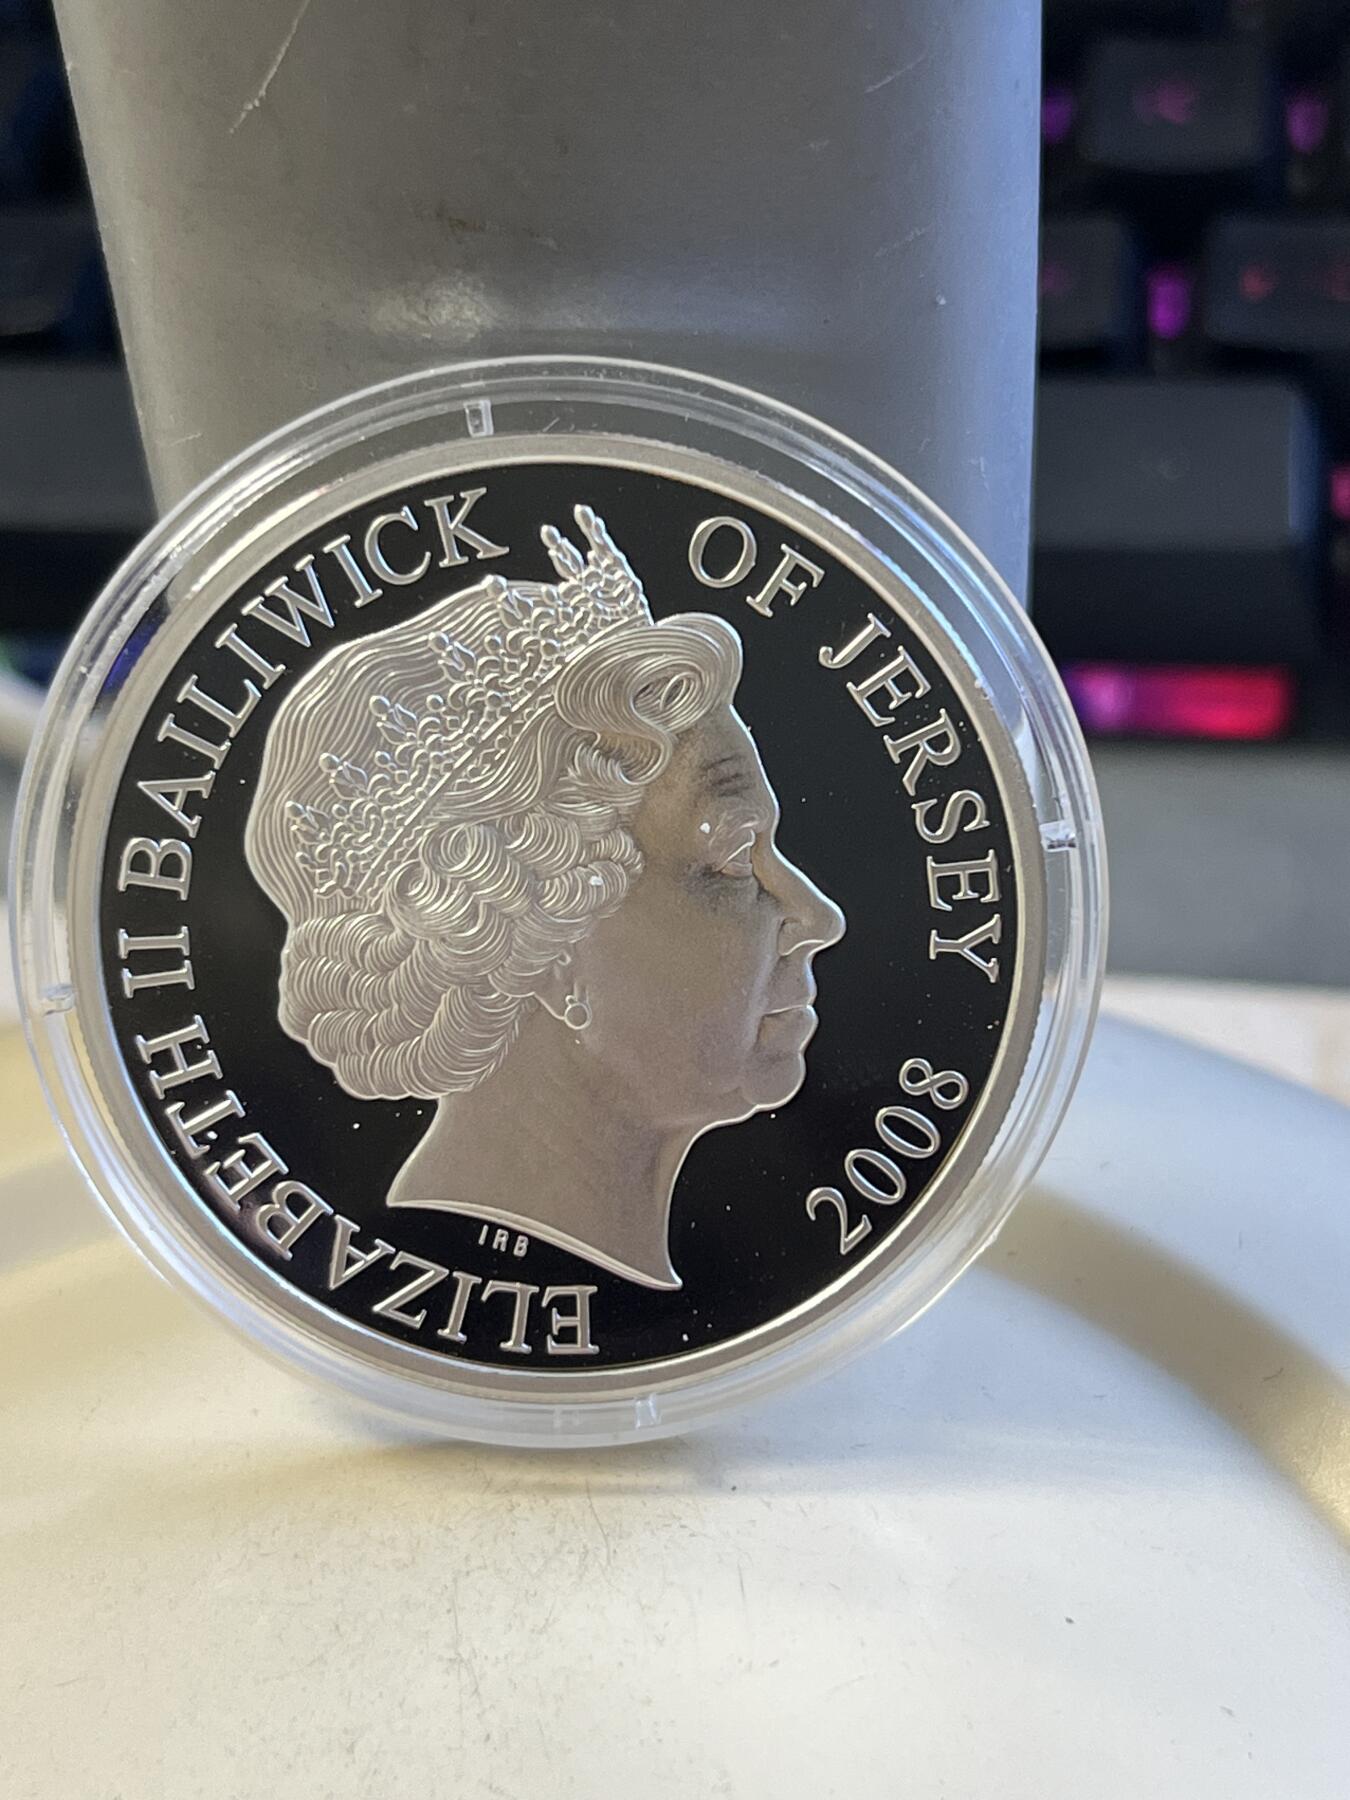 ELIZABETH II BAILIWICK OF JERSEY 2008
IRB